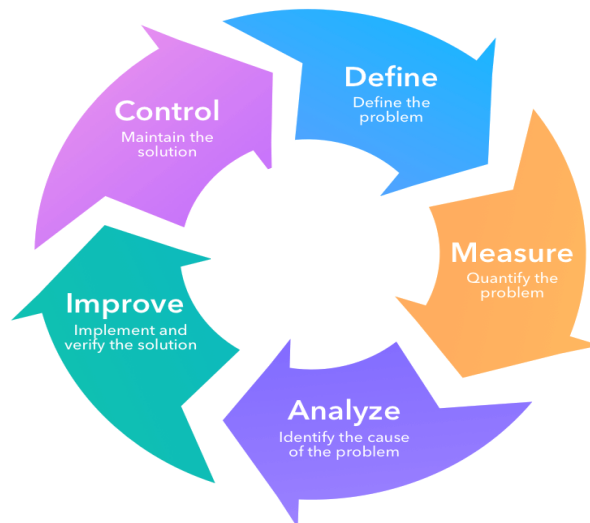 Define
Define the
problem
Measure
Quantify the
problem
Analyze
Identify the cause
of the problem
Improve
Implement and
verify the solution
Control
Maintain the
solution